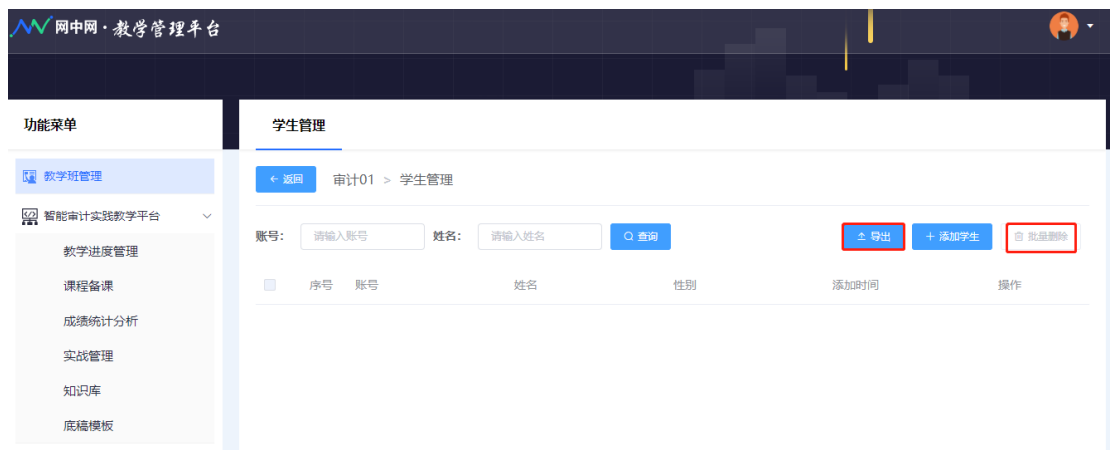 网中网·教学管理平台
功能菜单
教学班管理
智能审计实践教学平台
教学进度管理
课程备课
成绩统计分析
实战管理
知识库
底稿模板
学生管理
← 返回 审计01 > 学生管理
账号： 请输入账号 姓名： 请输入姓名 查询 导出 + 添加学生 批量删除
序号 账号 姓名 性别 添加时间 操作